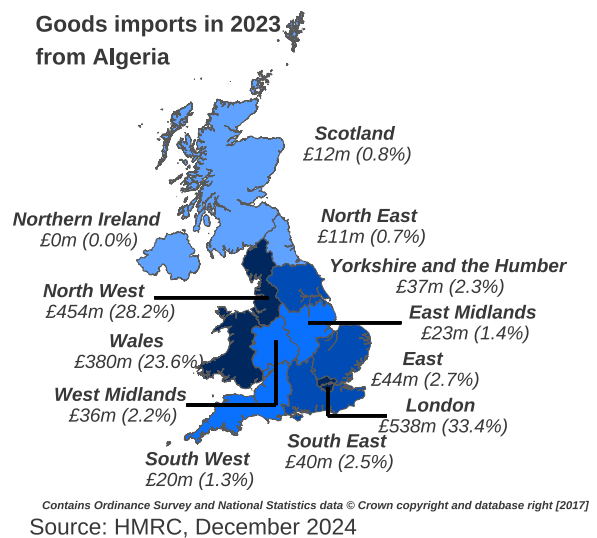 Goods imports in 2023
from Algeria
Scotland
£12m (0.8%)
Northern Ireland
£0m (0.0%)
North East
£11m (0.7%)
Yorkshire and the Humber
£37m (2.3%)
North West
£454m (28.2%)
East Midlands
£23m (1.4%)
Wales
£380m (23.6%)
East
£44m (2.7%)
West Midlands
£36m (2.2%)
London
£538m (33.4%)
South East
£40m (2.5%)
South West
£20m (1.3%)
Contains Ordinance Survey and National Statistics data © Crown copyright and database right [2017]
Source: HMRC, December 2024